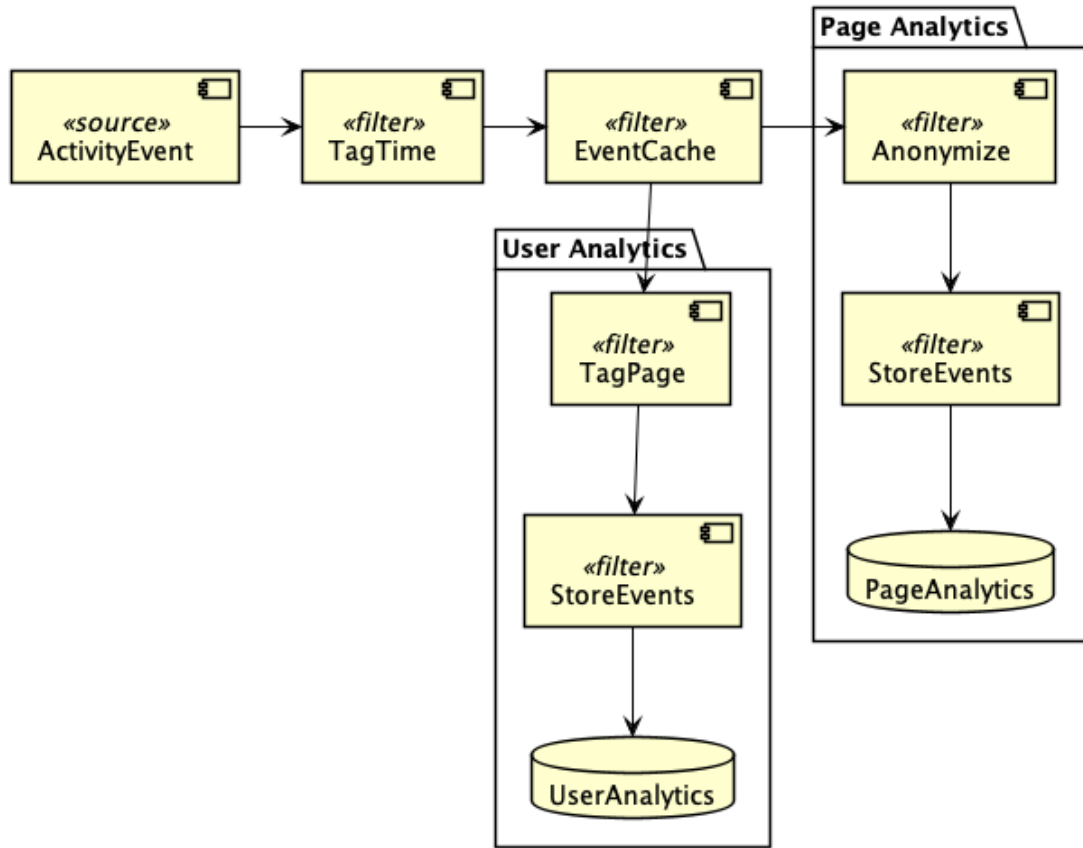 Page Analytics
«source»
ActivityEvent
«filter»
TagTime
«filter»
EventCache
«filter»
Anonymize
User Analytics
«filter»
TagPage
«filter»
StoreEvents
«filter»
StoreEvents
PageAnalytics
UserAnalytics